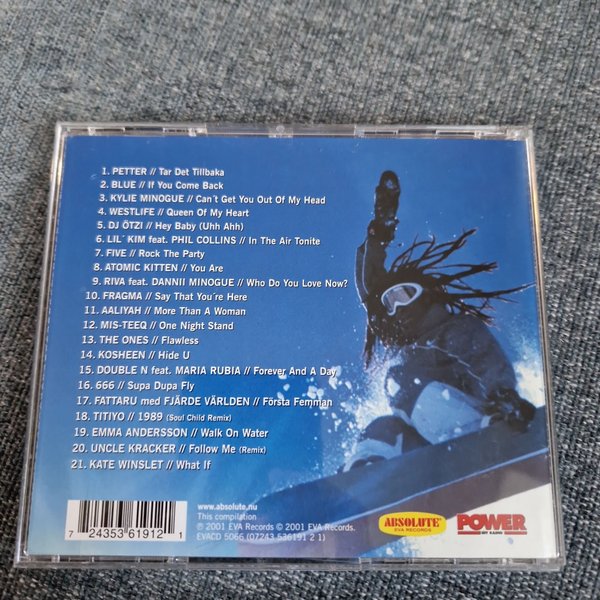 1. PETTER // Tar Det Tillbaka
2. BLUE // If You Come Back
3. KYLIE MINOGUE // Can´t Get You Out Of My Head
4. WESTLIFE // Queen Of My Heart
5. DJ ÖTZI // Hey Baby (Uhh Ahh)
6. LIL´ KIM feat. PHIL COLLINS // In The Air Tonite
7. FIVE // Rock The Party
8. ATOMIC KITTEN // You Are
9. RIVA feat. DANNII MINOGUE // Who Do You Love Now?
10. FRAGMA // Say That You´re Here
11. AALIYAH // More Than A Woman
12. MIS-TEEQ // One Night Stand
13. THE ONES // Flawless
14. KOSHEEN // Hide U
15. DOUBLE N feat. MARIA RUBIA // Forever And A Day
16. 666 // Supa Dupa Fly
17. FATTARU med FJÄRDE VÄRLDEN // Första Femman
18. TITIYO // 1989 (Soul Child Remix)
19. EMMA ANDERSSON // Walk On Water
20. UNCLE KRACKER // Follow Me (Remix)
21. KATE WINSLET // What If
7 24353 61912 1
www.absolute.nu
This compilation
℗ 2001 EVA Records © 2001 EVA Records.
EVACD 5066 (07243 536191 2 1)
ABSOLUTE
EVA RECORDS
POWER
HIT RADIO